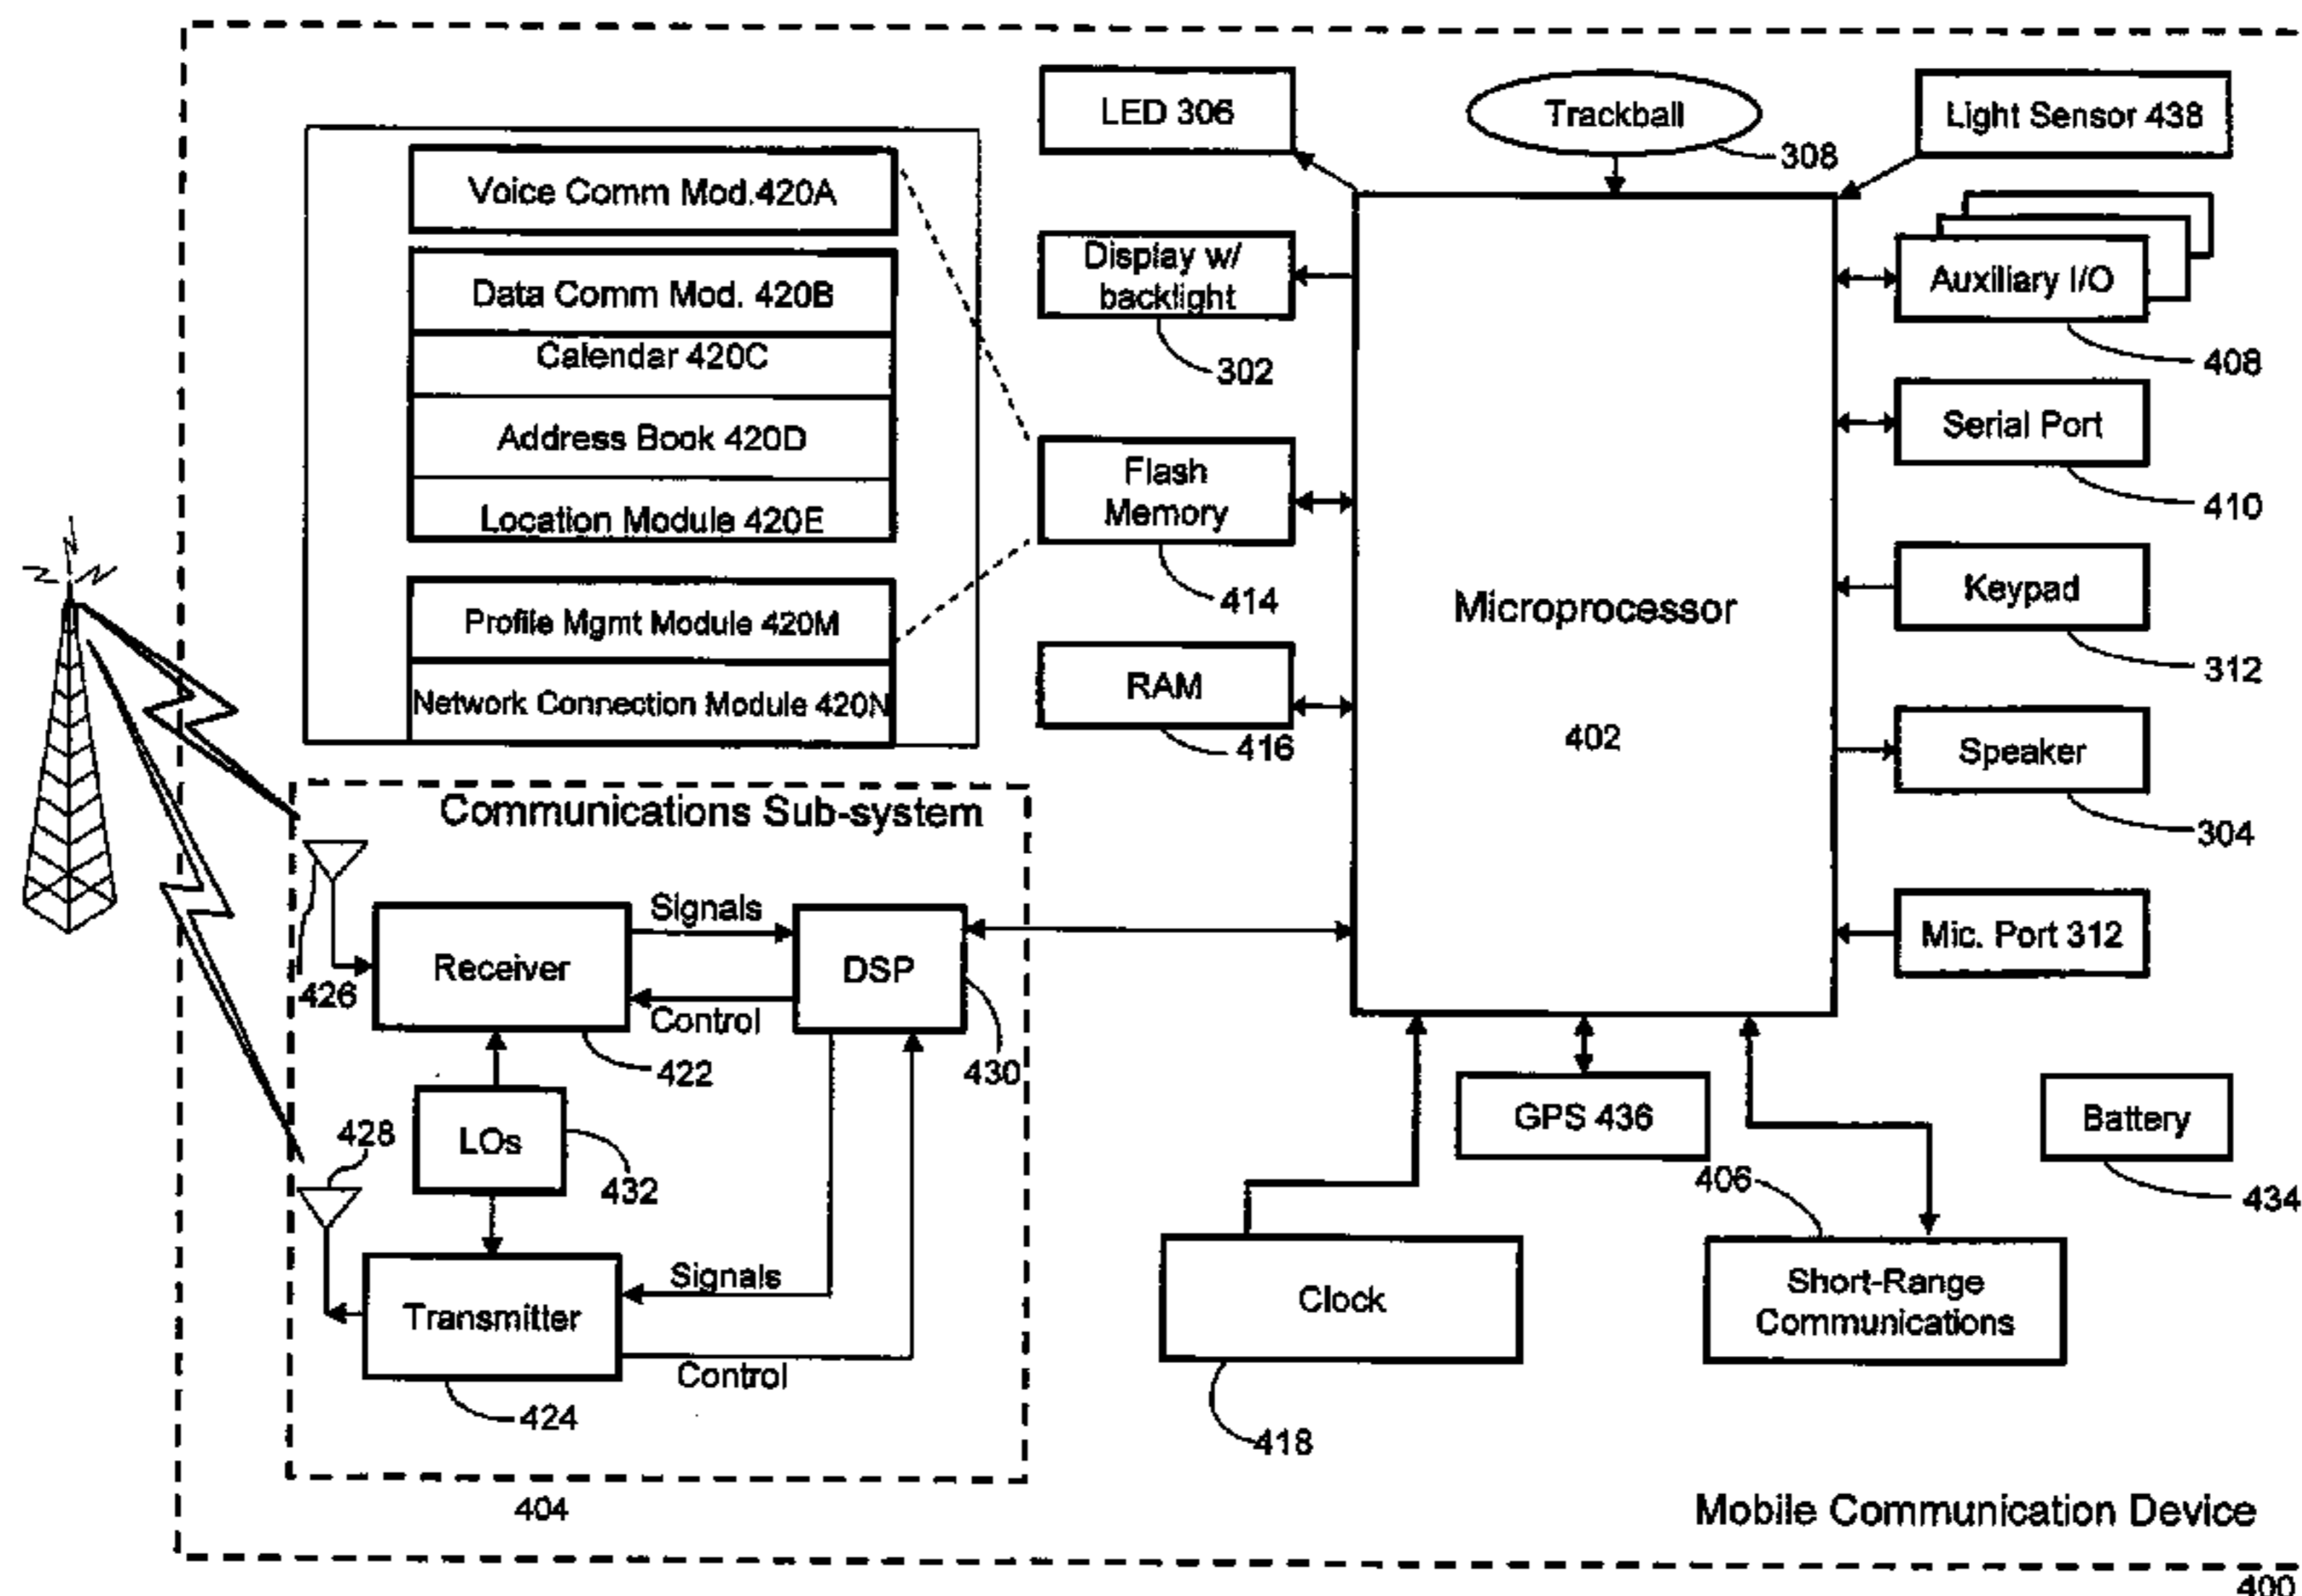 LED 306
Trackball
308
Light Sensor 438
Voice Comm Mod.420A
Data Comm Mod. 420B
Calendar 420C
Address Book 420D
Location Module 420E
Profile Mgmt Module 420M
Network Connection Module 420N
Display w/
backlight
302
Flash
Memory
414
RAM
416
Microprocessor
402
Auxiliary I/O
408
Serial Port
410
Keypad
312
Speaker
304
Mic. Port 312
Communications Sub-system
426
Receiver
422
Signals
Control
DSP
430
LOs
432
428
Transmitter
424
Signals
Control
404
GPS 436
406
Battery
434
Clock
418
Short-Range
Communications
Mobile Communication Device
400